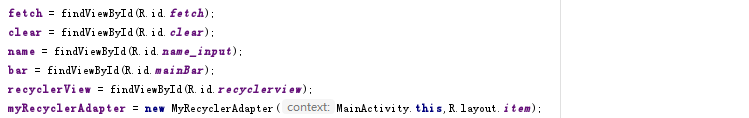 fetch = findViewById(R.id.fetch);
clear = findViewById(R.id.clear);
name = findViewById(R.id.name_input);
bar = findViewById(R.id.mainBar);
recyclerView = findViewById(R.id.recyclerview);
myRecyclerAdapter = new MyRecyclerAdapter( context: MainActivity.this,R.layout.item);